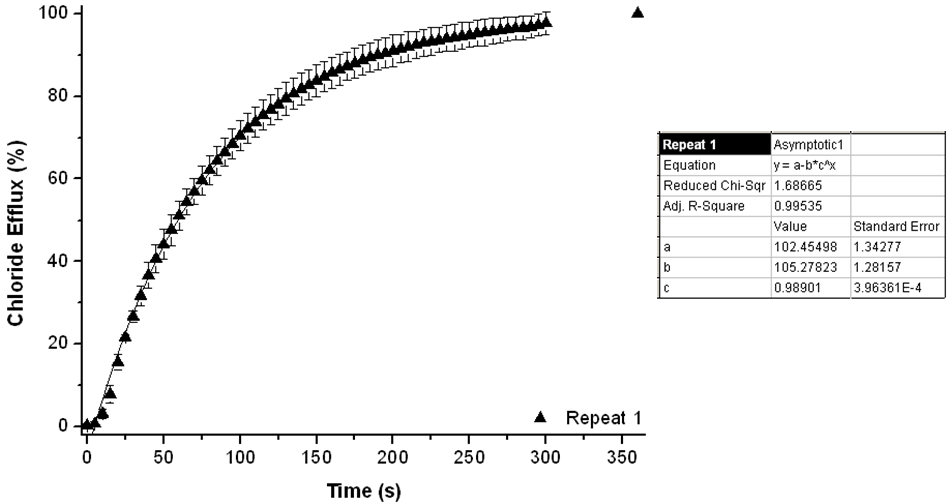 100
80
60
40
20
0
Chloride Efflux (%)
0 50 100 150 200 250 300 350
Time (s)
Repeat 1
Repeat 1 Asymptotic1
Equation y = a-b*c^x
Reduced Chi-Sqr 1.68665
Adj. R-Square 0.99535
Value Standard Error
a 102.45498 1.34277
b 105.27823 1.28157
c 0.98901 3.96361E-4